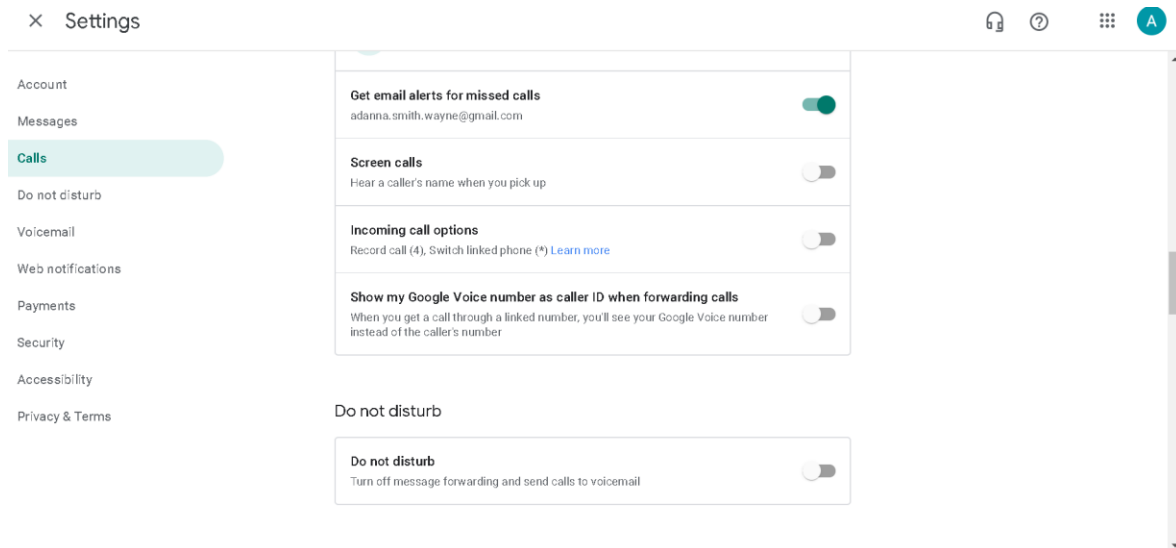 Settings
A
Account
Messages
Calls
Do not disturb
Voicemail
Web notifications
Payments
Security
Accessibility
Privacy & Terms
Get email alerts for missed calls
adanna.smith.wayne@gmail.com
Screen calls
Hear a caller's name when you pick up
Incoming call options
Record call (4), Switch linked phone (*) Learn more
Show my Google Voice number as caller ID when forwarding calls
When you get a call through a linked number, you'll see your Google Voice number
instead of the caller's number
Do not disturb
Do not disturb
Turn off message forwarding and send calls to voicemail